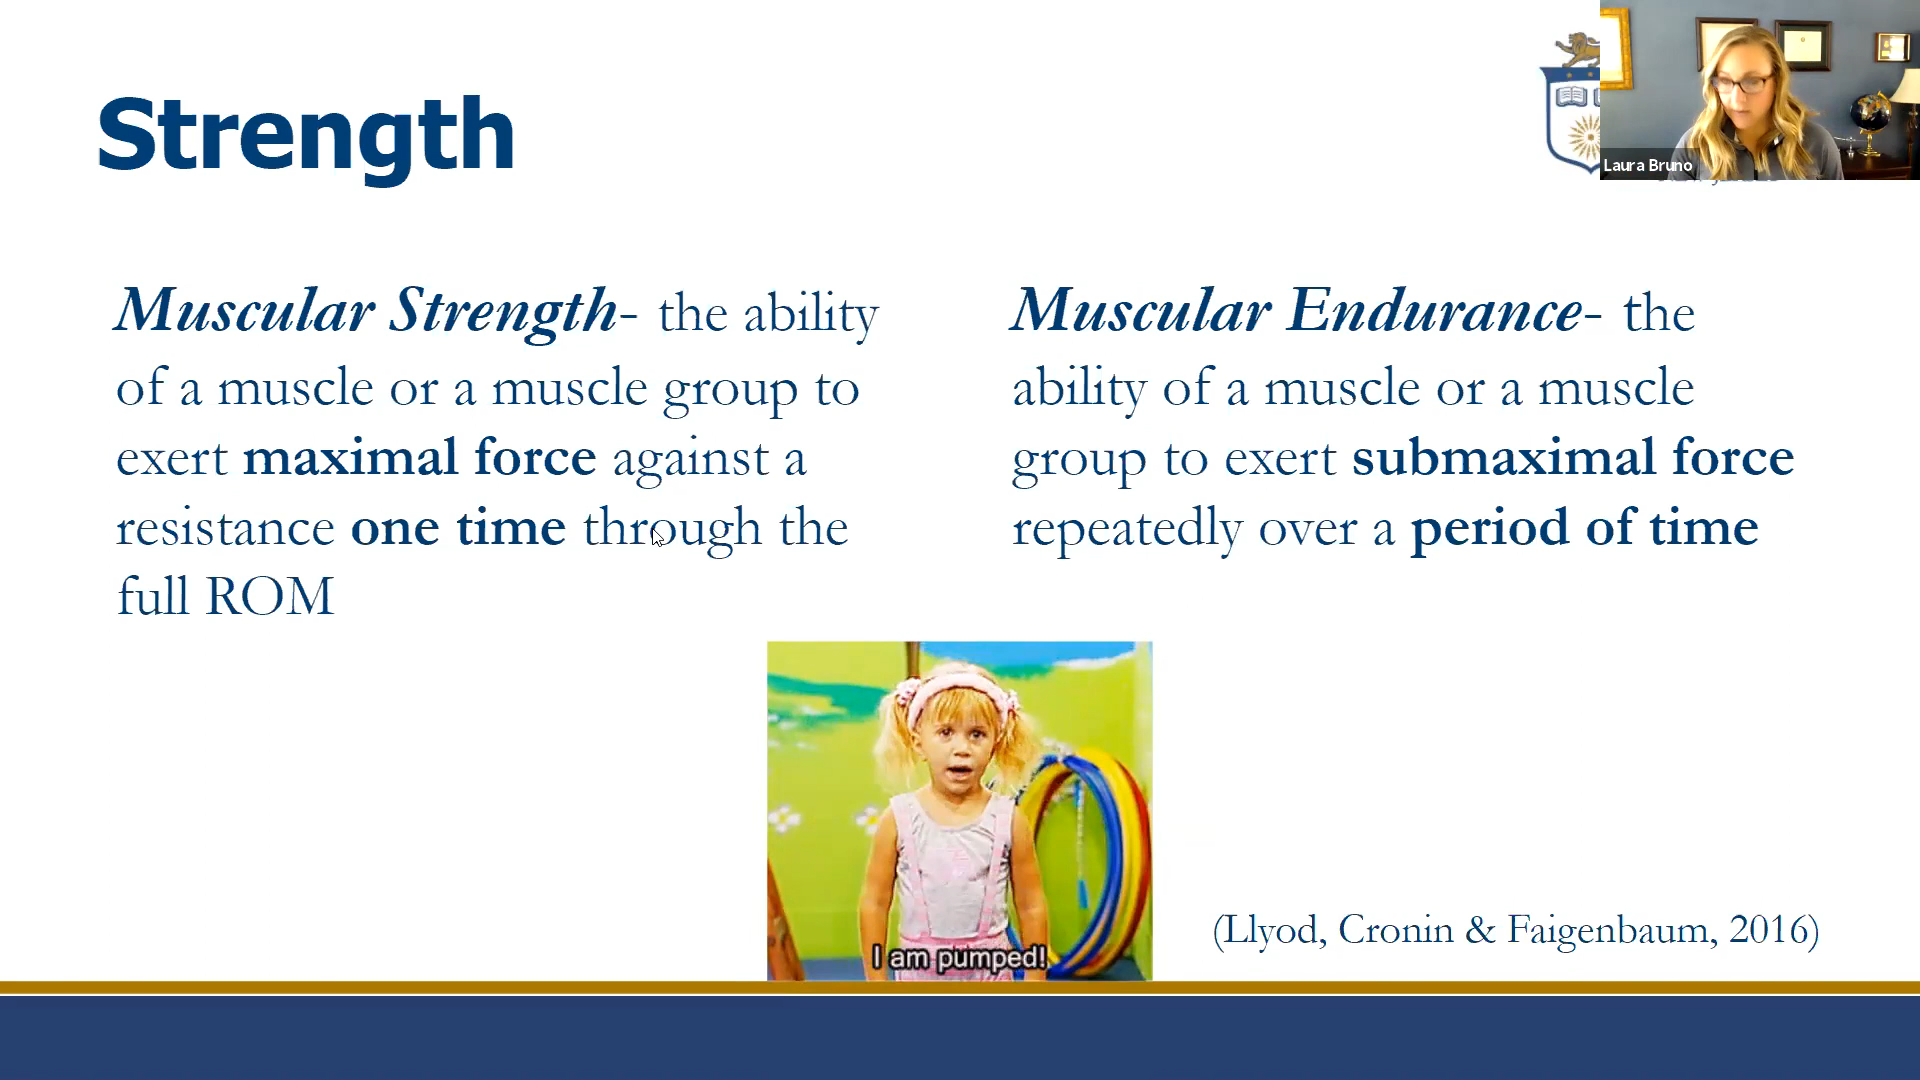 Strength
Laura Bruno
Muscular Strength- the ability
of a muscle or a muscle group to
exert maximal force against a
resistance one time through the
full ROM
Muscular Endurance- the
ability of a muscle or a muscle
group to exert submaximal force
repeatedly over a period of time
I am pumped!
(Llyod, Cronin & Faigenbaum, 2016)